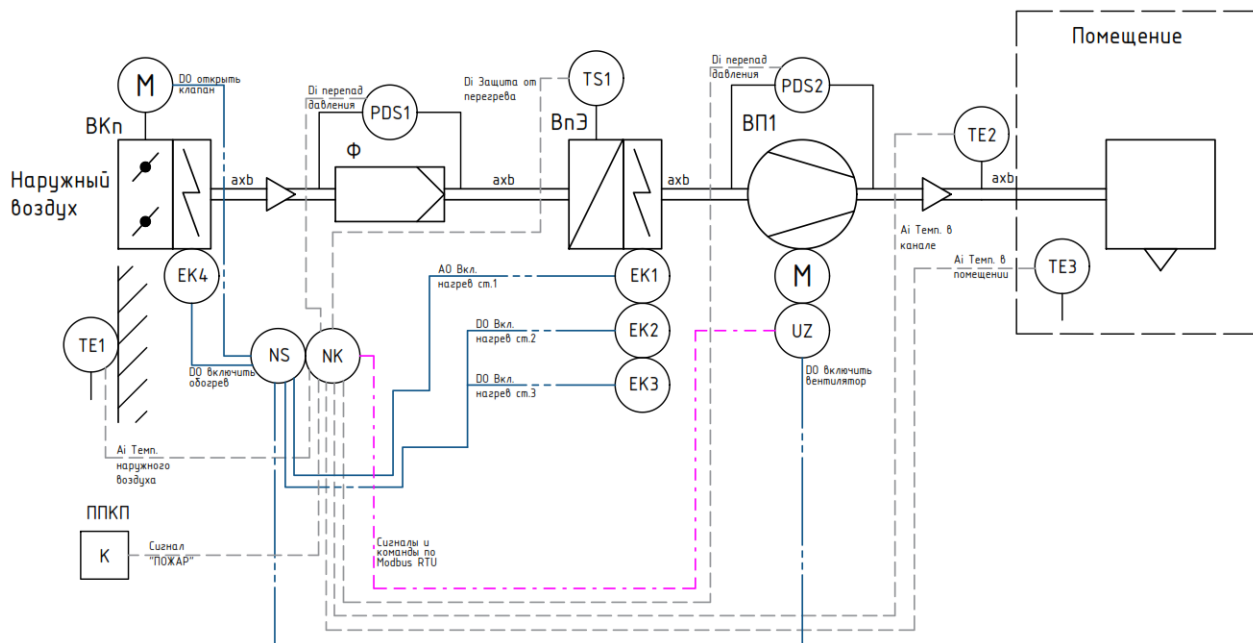 Помещение
M
DO открыть
клапан
ВКп
Di перепад
давления
PDS1
Ф
Di Защита от
перегрева
TS1
ВпЭ
Di перепад
давления
PDS2
ВП1
TE2
Наружный
воздух
axb
axb
axb
axb
Ai Темп. в
канале
Ai Темп. в
помещении
TE3
EK4
AO Вкл.
нагрев ст.1
EK1
M
TE1
NS
NK
DO Вкл.
нагрев ст.2
EK2
UZ
DO включить
обогрев
DO Вкл.
нагрев ст.3
EK3
DO включить
вентилятор
Ai Темп.
наружного
воздуха
ППКП
K
Сигнал
"ПОЖАР"
Сигналы и
команды по
Modbus RTU